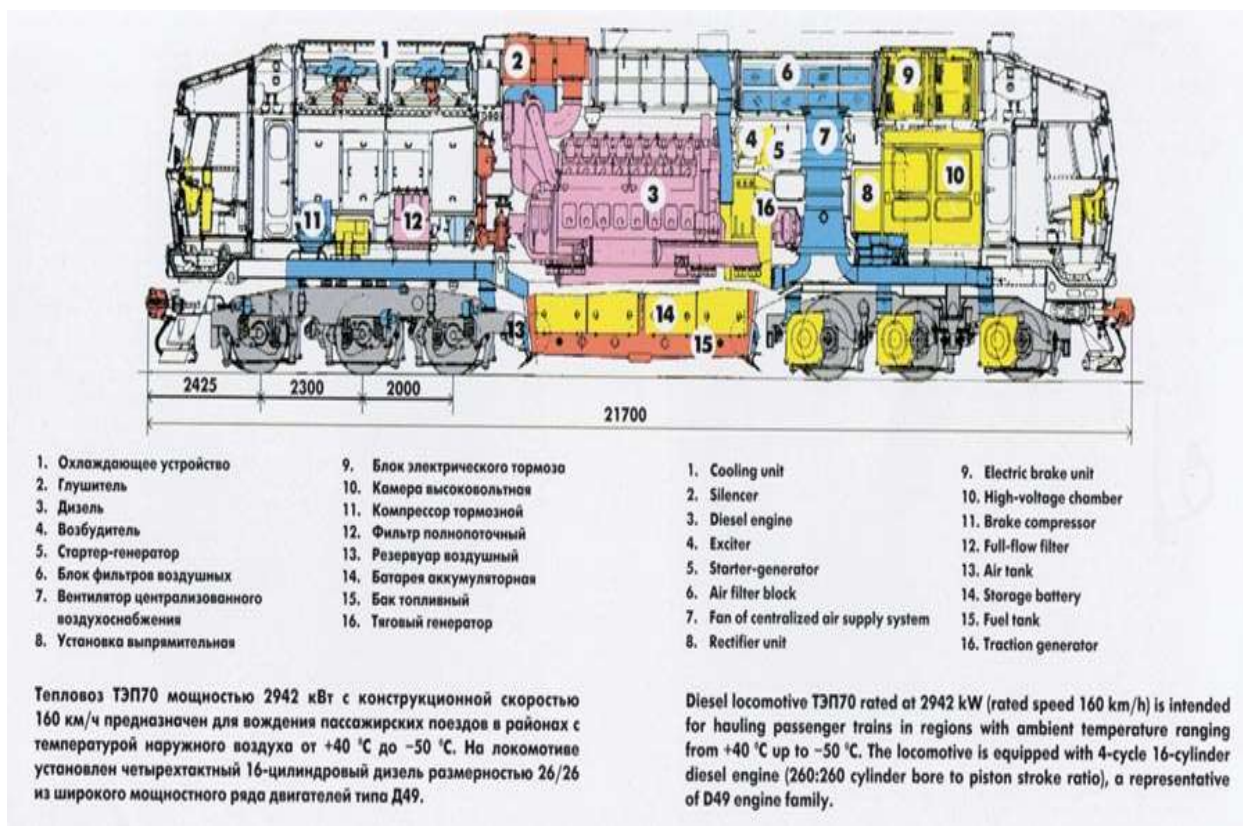 1
2
6
9
4
5
7
3
8
10
16
11
12
14
13
15
2425
2300
2000
21700
1. Охлаждающее устройство
2. Глушитель
3. Дизель
4. Возбудитель
5. Стартер-генератор
6. Блок фильтров воздушных
7. Вентилятор централизованного
воздухоснабжения
8. Установка выпрямительная
9. Блок электрического тормоза
10. Камера высоковольтная
11. Компрессор тормозной
12. Фильтр полнопоточный
13. Резервуар воздушный
14. Батарея аккумуляторная
15. Бак топливный
16. Тяговый генератор
1. Cooling unit
2. Silencer
3. Diesel engine
4. Exciter
5. Starter-generator
6. Air filter block
7. Fan of centralized air supply system
8. Rectifier unit
9. Electric brake unit
10. High-voltage chamber
11. Brake compressor
12. Full-flow filter
13. Air tank
14. Storage battery
15. Fuel tank
16. Traction generator
Тепловоз ТЭП70 мощностью 2942 кВт с конструкционной скоростью
160 км/ч предназначен для вождения пассажирских поездов в районах с
температурой наружного воздуха от +40 °С до −50 °С. На локомотиве
установлен четырехтактный 16-цилиндровый дизель размерностью 26/26
из широкого мощностного ряда двигателей типа Д49.
Diesel locomotive ТЭП70 rated at 2942 kW (rated speed 160 km/h) is intended
for hauling passenger trains in regions with ambient temperature ranging
from +40 °C up to −50 °C. The locomotive is equipped with 4-cycle 16-cylinder
diesel engine (260:260 cylinder bore to piston stroke ratio), a representative
of D49 engine family.